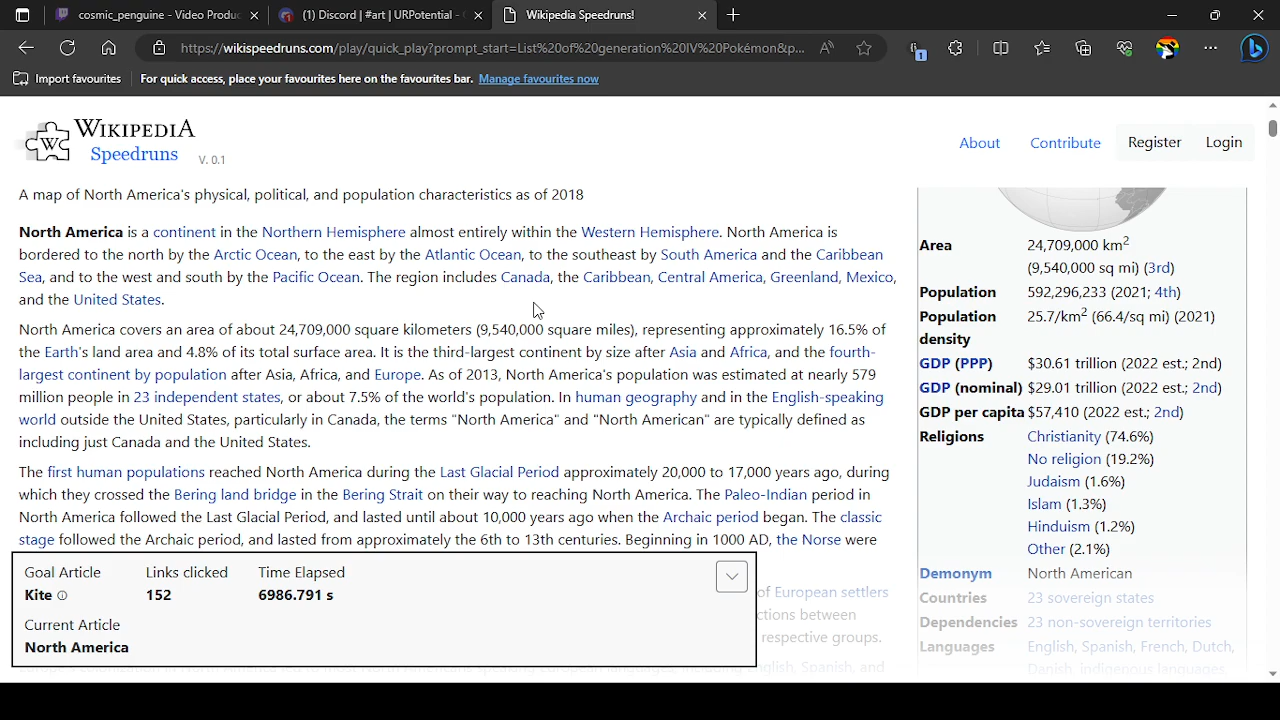 cosmic_penguine - Video Produc
(1) Discord | #art | URPotential -
Wikipedia Speedruns!
https://wikispeedruns.com/play/quick_play?prompt_start=List%20of%20generation%20IV%20Pokémon&p...
1
Import favourites
For quick access, place your favourites here on the favourites bar. Manage favourites now
W
WIKIPEDIA
Speedruns
V. 0.1
About
Contribute
Register
Login
A map of North America's physical, political, and population characteristics as of 2018
North America is a continent in the Northern Hemisphere almost entirely within the Western Hemisphere. North America is
bordered to the north by the Arctic Ocean, to the east by the Atlantic Ocean, to the southeast by South America and the Caribbean
Sea, and to the west and south by the Pacific Ocean. The region includes Canada, the Caribbean, Central America, Greenland, Mexico,
and the United States.
North America covers an area of about 24,709,000 square kilometers (9,540,000 square miles), representing approximately 16.5% of
the Earth's land area and 4.8% of its total surface area. It is the third-largest continent by size after Asia and Africa, and the fourth-
largest continent by population after Asia, Africa, and Europe. As of 2013, North America's population was estimated at nearly 579
million people in 23 independent states, or about 7.5% of the world's population. In human geography and in the English-speaking
world outside the United States, particularly in Canada, the terms "North America" and "North American" are typically defined as
including just Canada and the United States.
The first human populations reached North America during the Last Glacial Period approximately 20,000 to 17,000 years ago, during
which they crossed the Bering land bridge in the Bering Strait on their way to reaching North America. The Paleo-Indian period in
North America followed the Last Glacial Period, and lasted until about 10,000 years ago when the Archaic period began. The classic
stage followed the Archaic period, and lasted from approximately the 6th to 13th centuries. Beginning in 1000 AD, the Norse were
of European settlers
ctions between
respective groups.
English, Spanish, and
Area 24,709,000 km2
(9,540,000 sq mi) (3rd)
Population 592,296,233 (2021; 4th)
Population 25.7/km2 (66.4/sq mi) (2021)
density
GDP (PPP) $30.61 trillion (2022 est.; 2nd)
GDP (nominal) $29.01 trillion (2022 est.; 2nd)
GDP per capita $57,410 (2022 est.; 2nd)
Religions Christianity (74.6%)
No religion (19.2%)
Judaism (1.6%)
Islam (1.3%)
Hinduism (1.2%)
Other (2.1%)
Demonym North American
Countries 23 sovereign states
Dependencies 23 non-sovereign territories
Languages English, Spanish, French, Dutch,
Danish, indigenous languages
Goal Article Links clicked Time Elapsed
Kite 152 6986.791 s
Current Article
North America